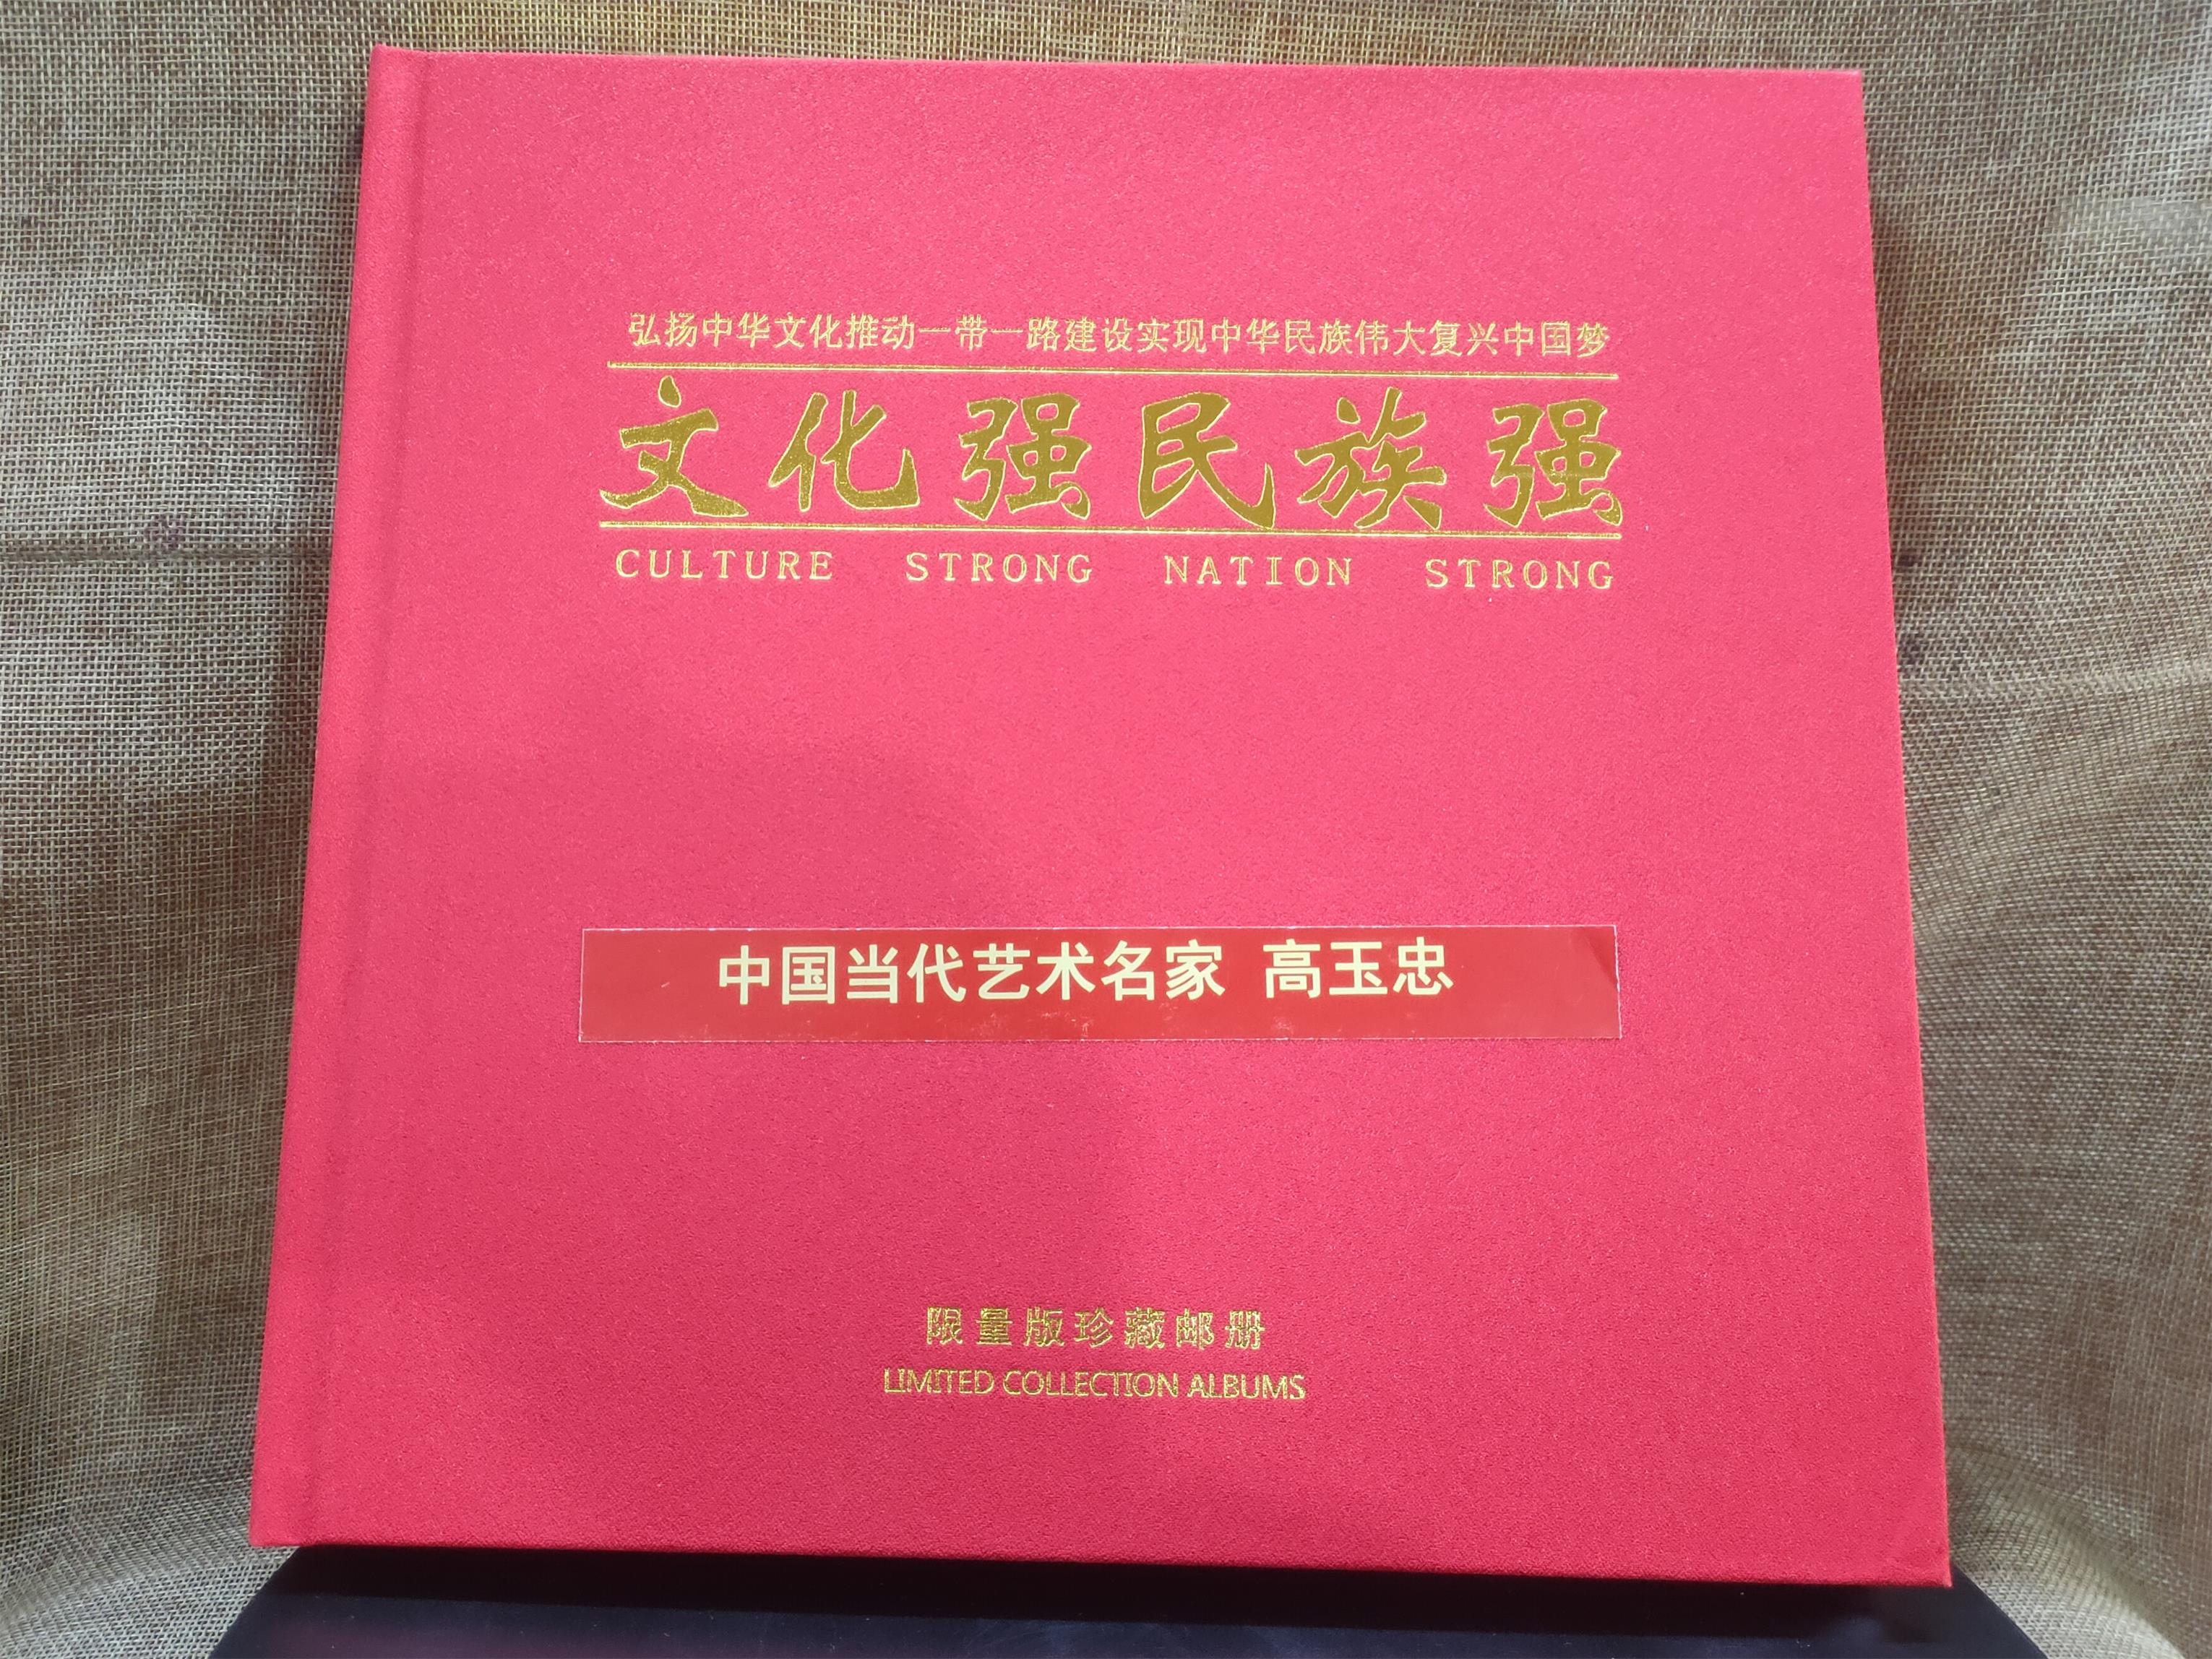 弘扬中华文化推动一带一路建设实现中华民族伟大复兴中国梦
文化强民族强
CULTURE STRONG NATION STRONG
中国当代艺术名家 高玉忠
限量版珍藏邮册
LIMITED COLLECTION ALBUMS